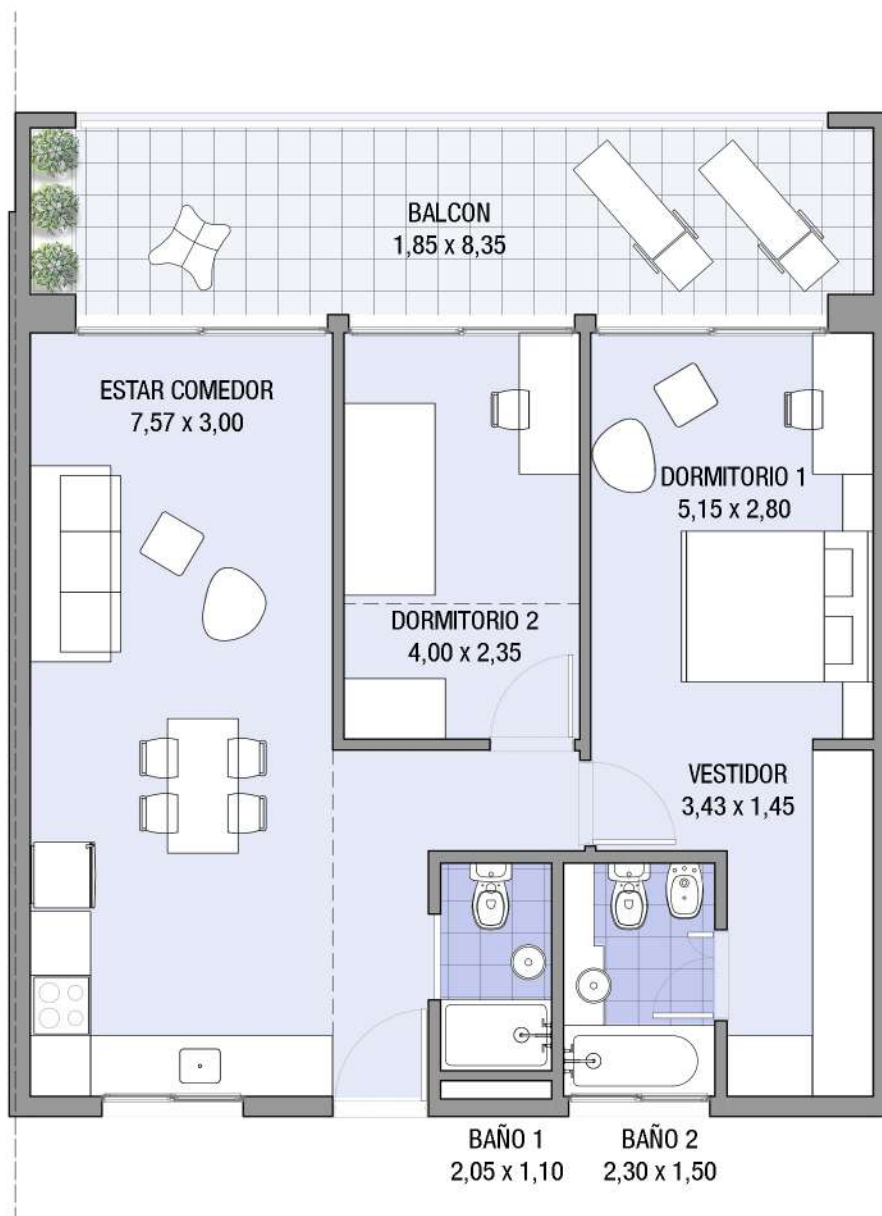 BALCON
1,85 x 8,35
ESTAR COMEDOR
7,57 x 3,00
DORMITORIO 1
5,15 x 2,80
DORMITORIO 2
4,00 x 2,35
VESTIDOR
3,43 x 1,45
BAÑO 1
2,05 x 1,10
BAÑO 2
2,30 x 1,50